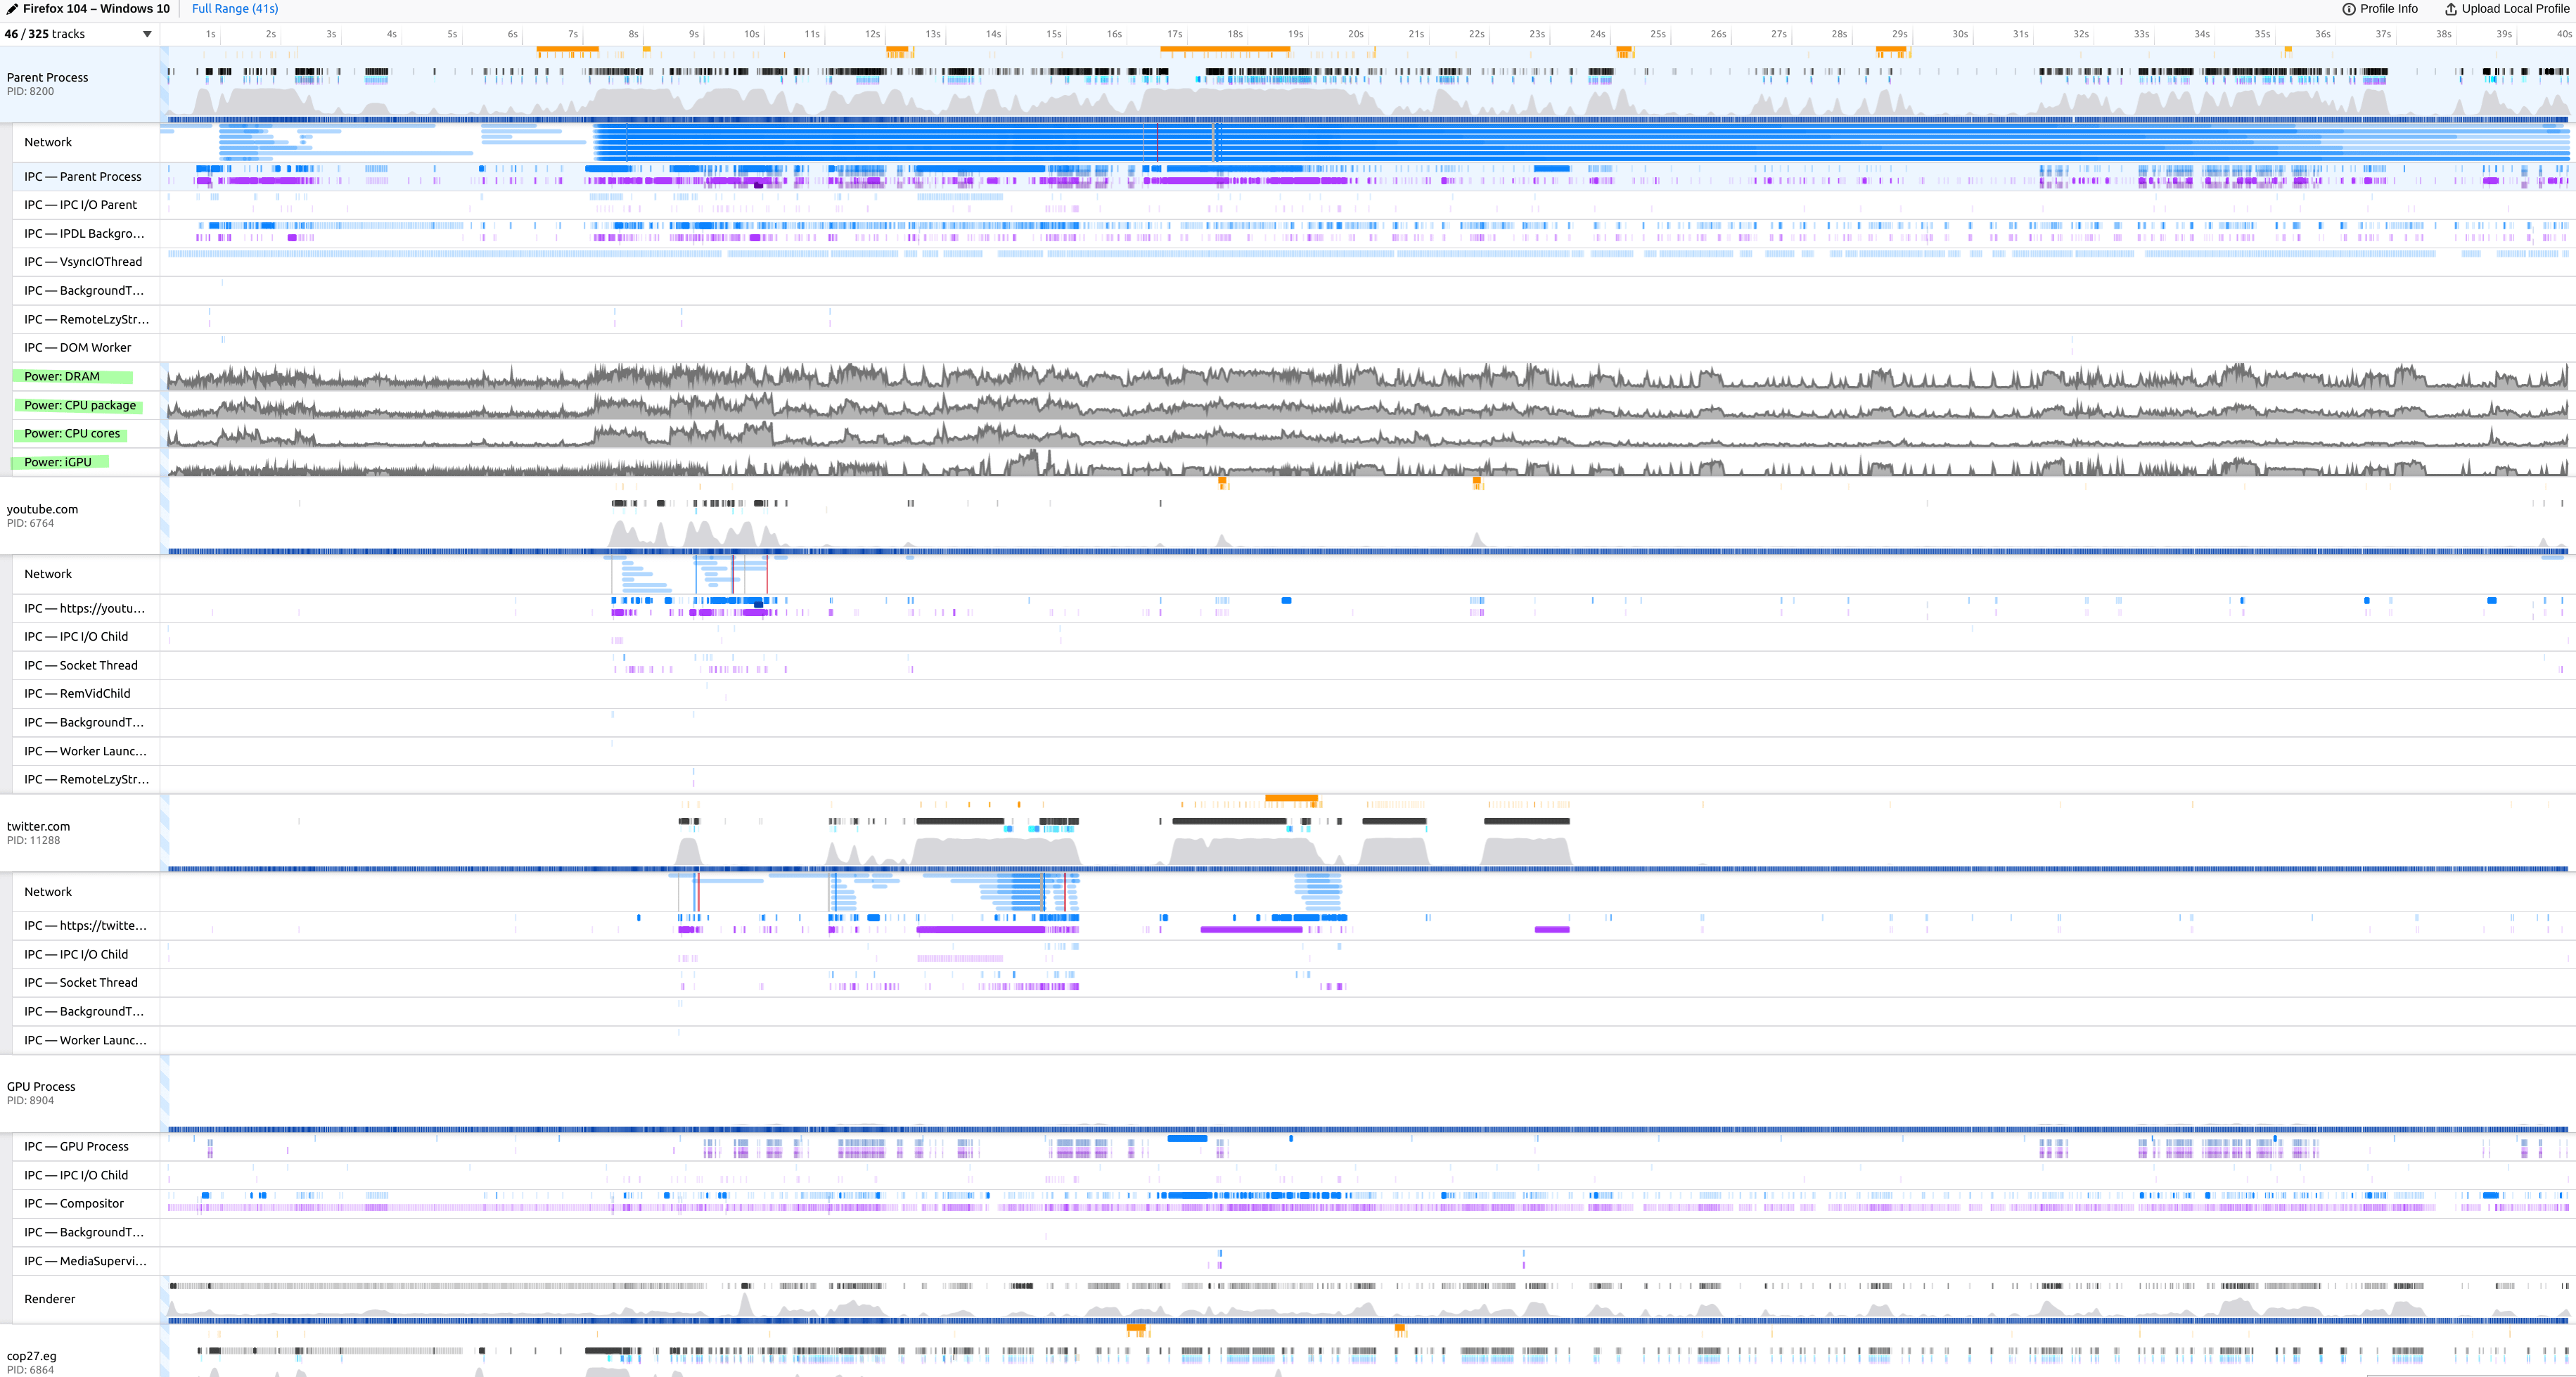 Firefox 104 – Windows 10 Full Range (41s) Profile Info Upload Local Profile
46 / 325 tracks 1s 2s 3s 4s 5s 6s 7s 8s 9s 10s 11s 12s 13s 14s 15s 16s 17s 18s 19s 20s 21s 22s 23s 24s 25s 26s 27s 28s 29s 30s 31s 32s 33s 34s 35s 36s 37s 38s 39s 40s
Parent Process
PID: 8200
Network
IPC — Parent Process
IPC — IPC I/O Parent
IPC — IPDL Backgro...
IPC — VsyncIOThread
IPC — BackgroundT...
IPC — RemoteLzyStr...
IPC — DOM Worker
Power: DRAM
Power: CPU package
Power: CPU cores
Power: iGPU
youtube.com
PID: 6764
Network
IPC — https://youtu...
IPC — IPC I/O Child
IPC — Socket Thread
IPC — RemVidChild
IPC — BackgroundT...
IPC — Worker Launc...
IPC — RemoteLzyStr...
twitter.com
PID: 11288
Network
IPC — https://twitte...
IPC — IPC I/O Child
IPC — Socket Thread
IPC — BackgroundT...
IPC — Worker Launc...
GPU Process
PID: 8904
IPC — GPU Process
IPC — IPC I/O Child
IPC — Compositor
IPC — BackgroundT...
IPC — MediaSupervi...
Renderer
cop27.eg
PID: 6864